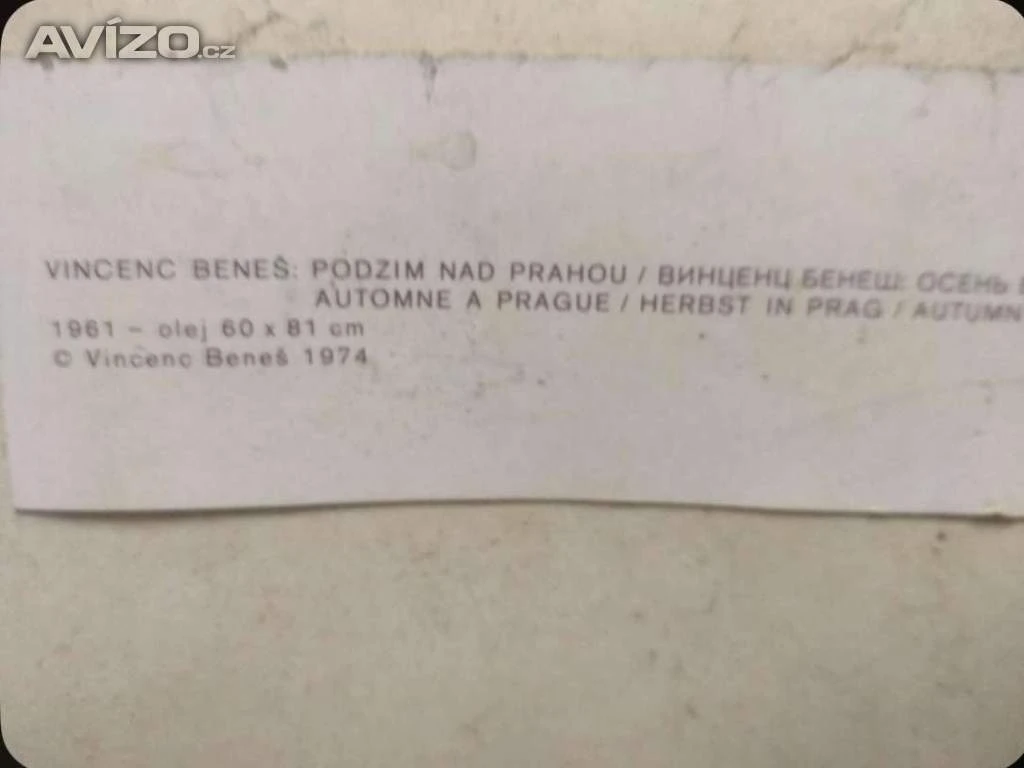 AVÍZO.cz
VINCENC BENEŠ: PODZIM NAD PRAHOU / ВИНЦЕНЦ БЕНЕШ: ОСЕНЬ
AUTOMNE A PRAGUE / HERBST IN PRAG / AUTUMN
1961 – olej 60 x 81 cm
© Vincenc Beneš 1974